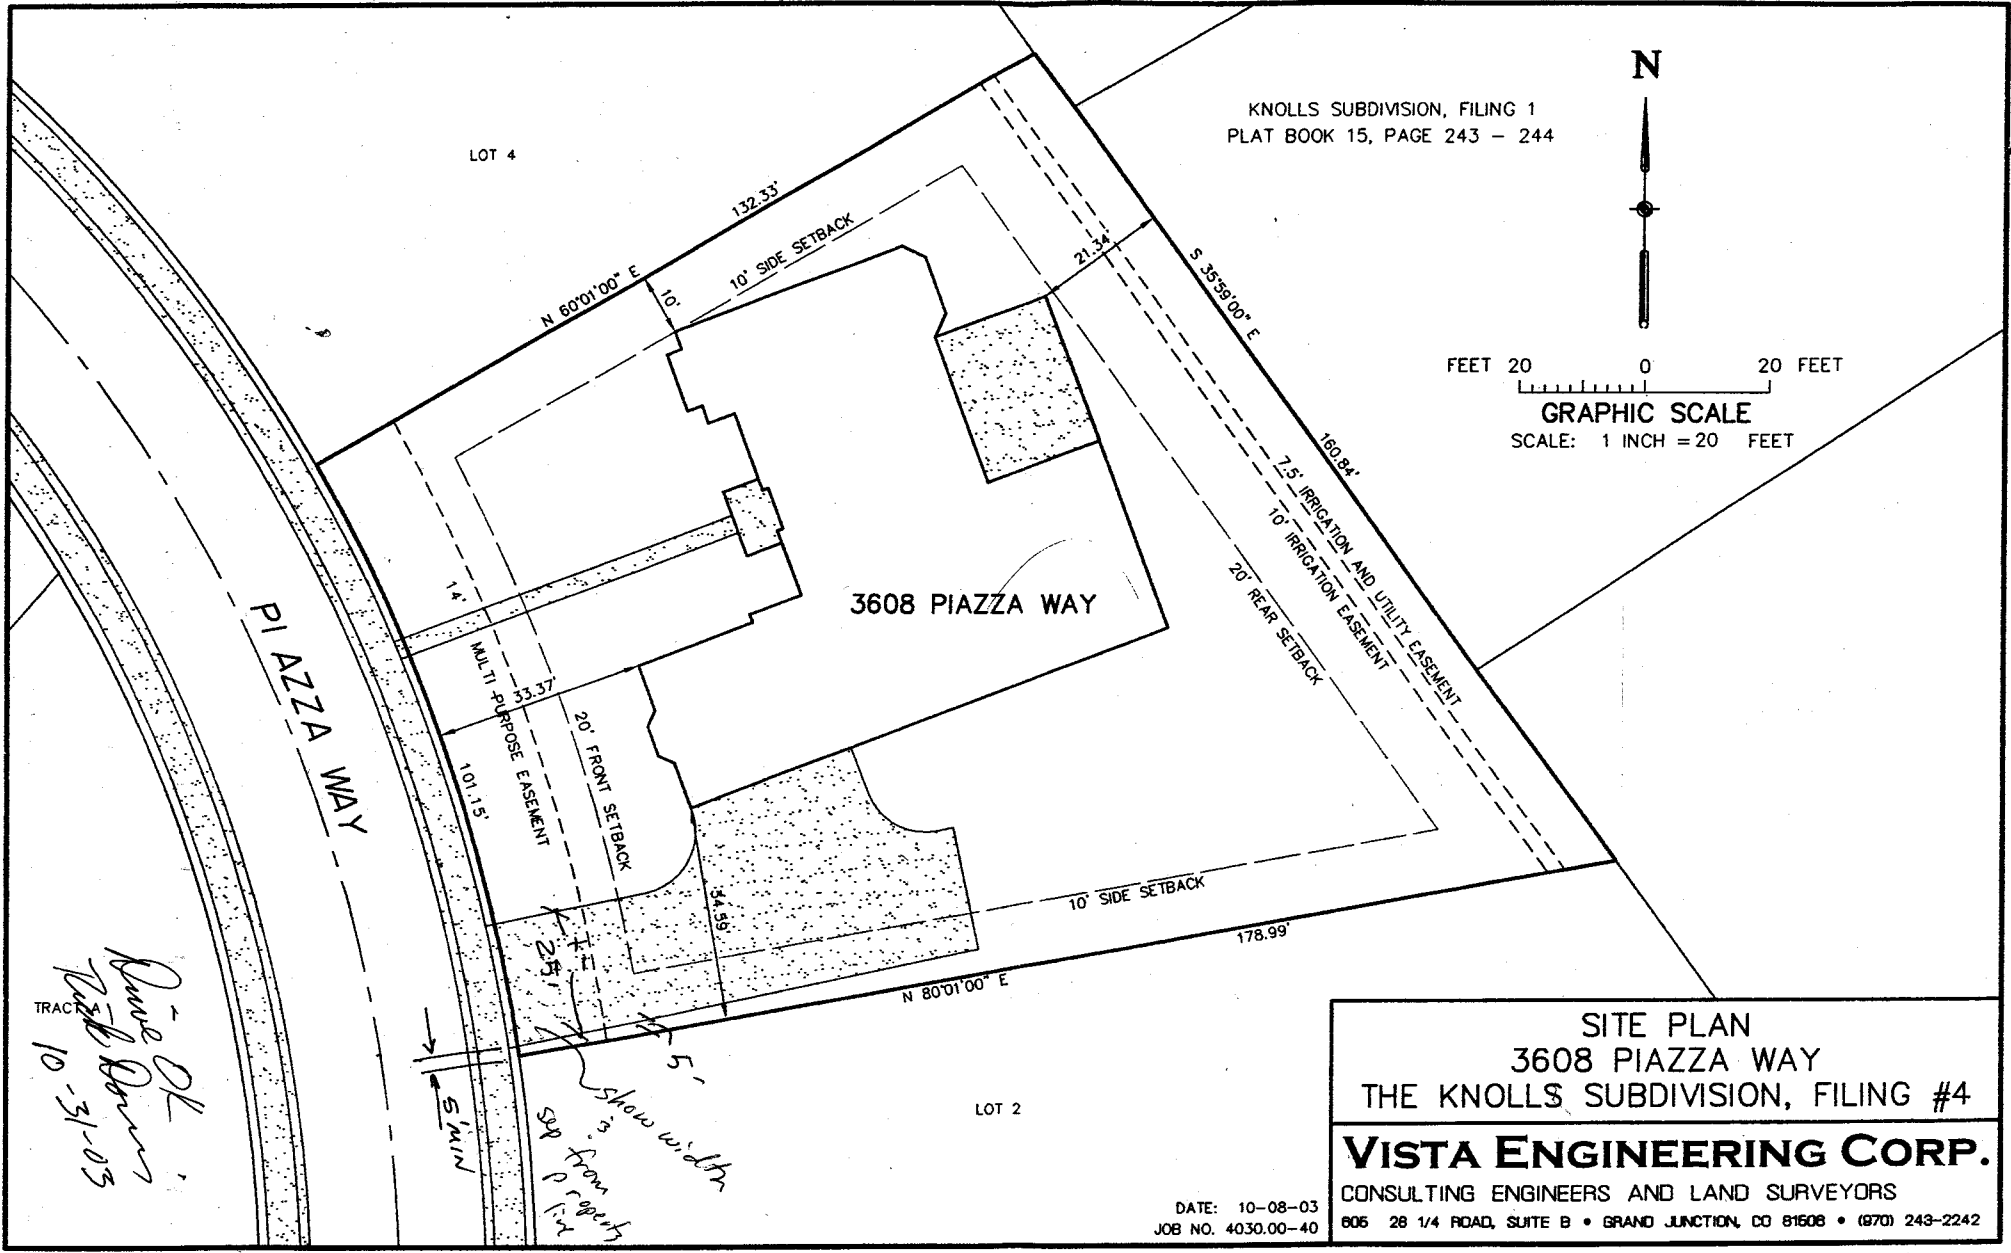 N
KNOLLS SUBDIVISION, FILING 1
PLAT BOOK 15, PAGE 243 – 244
LOT 4
132.33'
N 60°01'00" E
10' SIDE SETBACK
10'
21.34'
S 35°59'00" E
160.84'
FEET 20 0 20 FEET
GRAPHIC SCALE
SCALE: 1 INCH = 20 FEET
7.5' IRRIGATION AND UTILITY EASEMENT
10' IRRIGATION EASEMENT
20' REAR SETBACK
3608 PIAZZA WAY
14'
MULTI-PURPOSE EASEMENT
33.37'
20' FRONT SETBACK
101.15'
PIAZZA WAY
34.59'
25'
10' SIDE SETBACK
178.99'
N 80°01'00" E
TRACT A
Drive OK
10-31-03
5' MIN
5'
show width
sep from
property
line
LOT 2
DATE: 10-08-03
JOB NO. 4030.00-40
SITE PLAN
3608 PIAZZA WAY
THE KNOLLS SUBDIVISION, FILING #4
VISTA ENGINEERING CORP.
CONSULTING ENGINEERS AND LAND SURVEYORS
605 28 1/4 ROAD, SUITE B • GRAND JUNCTION, CO 81506 • (970) 243-2242